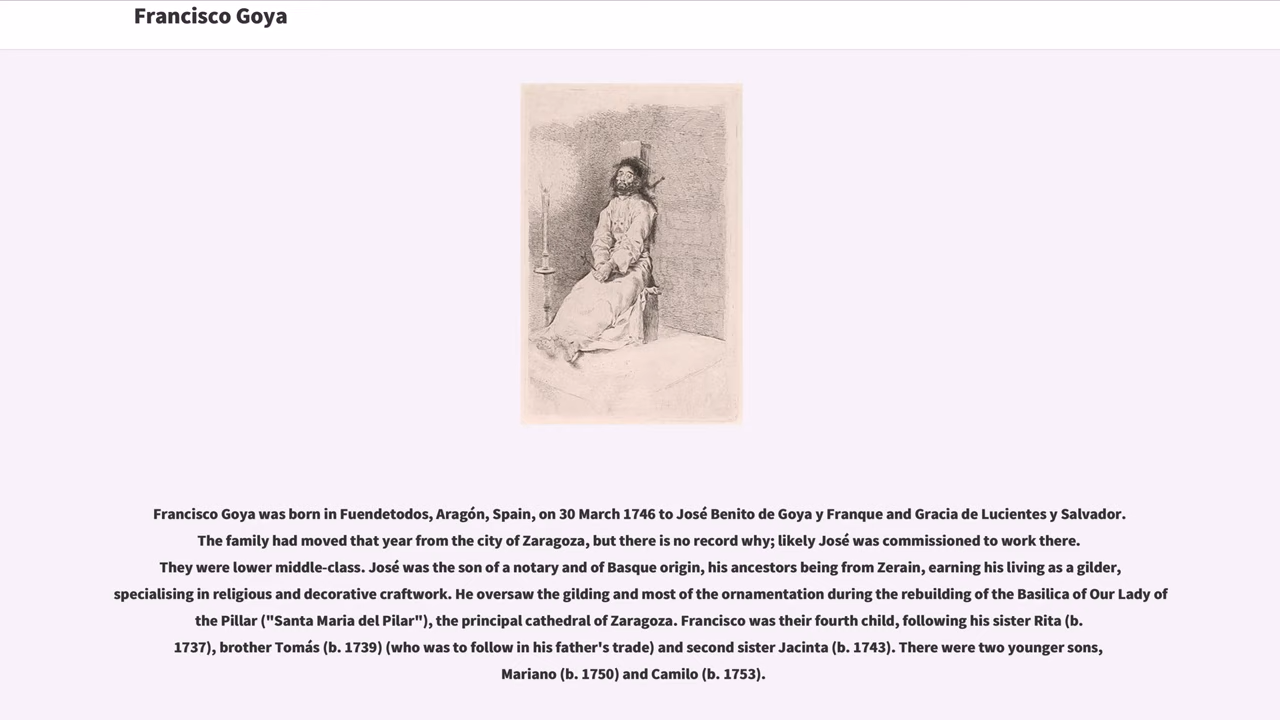 Francisco Goya
Francisco Goya was born in Fuendetodos, Aragón, Spain, on 30 March 1746 to José Benito de Goya y Franque and Gracia de Lucientes y Salvador.
The family had moved that year from the city of Zaragoza, but there is no record why; likely José was commissioned to work there.
They were lower middle-class. José was the son of a notary and of Basque origin, his ancestors being from Zerain, earning his living as a gilder,
specialising in religious and decorative craftwork. He oversaw the gilding and most of the ornamentation during the rebuilding of the Basilica of Our Lady of
the Pillar ("Santa Maria del Pilar"), the principal cathedral of Zaragoza. Francisco was their fourth child, following his sister Rita (b.
1737), brother Tomás (b. 1739) (who was to follow in his father's trade) and second sister Jacinta (b. 1743). There were two younger sons,
Mariano (b. 1750) and Camilo (b. 1753).